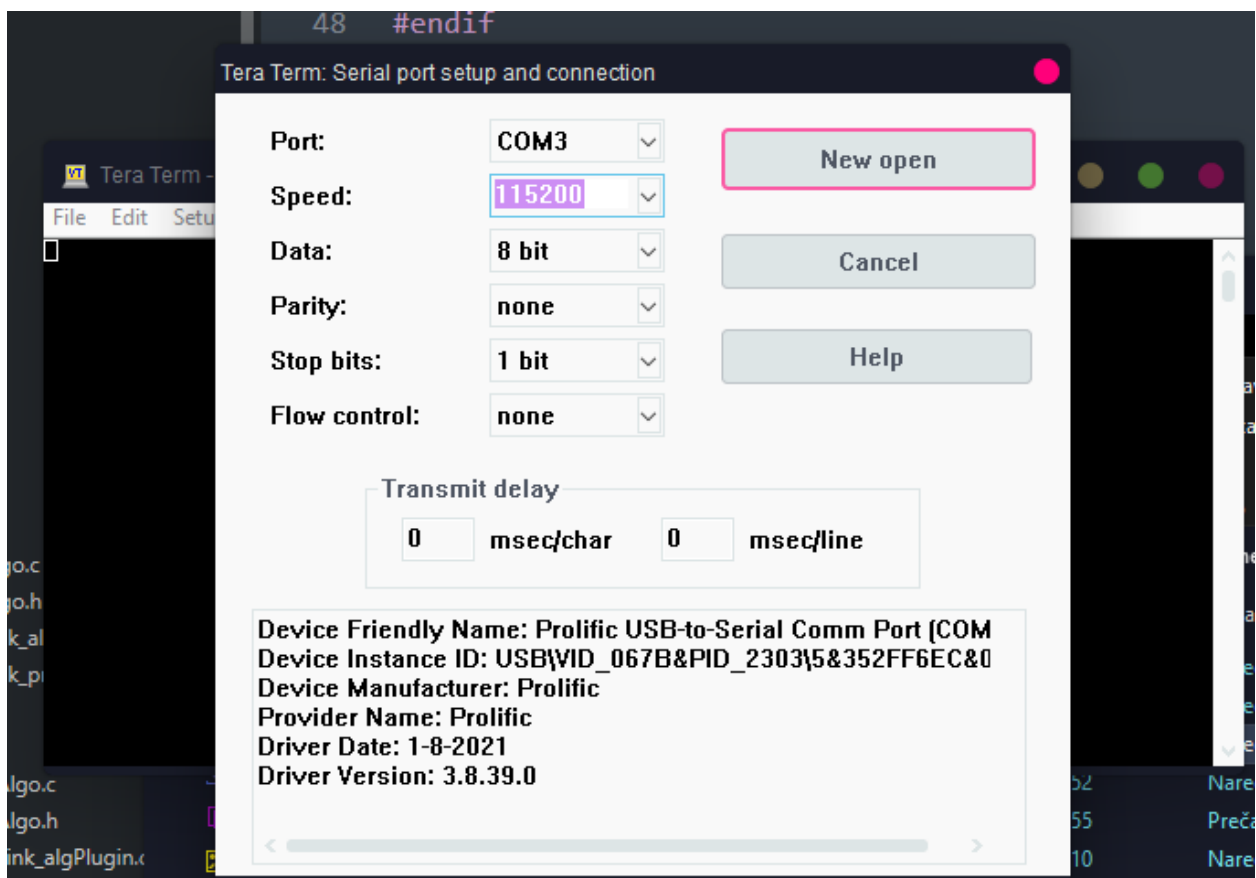 48 #endif
Tera Term: Serial port setup and connection
Tera Term -
File Edit Setu
Port: COM3
New open
Speed: 115200
Data: 8 bit
Cancel
Parity: none
Stop bits: 1 bit
Help
Flow control: none
Transmit delay
0 msec/char 0 msec/line
Device Friendly Name: Prolific USB-to-Serial Comm Port (COM
Device Instance ID: USB\VID_067B&PID_2303\5&352FF6EC&0
Device Manufacturer: Prolific
Provider Name: Prolific
Driver Date: 1-8-2021
Driver Version: 3.8.39.0
go.c
go.h
k_al
k_pr
Algo.c
Algo.h
ink_algPlugin.c
52 Nare
55 Preča
10 Nare